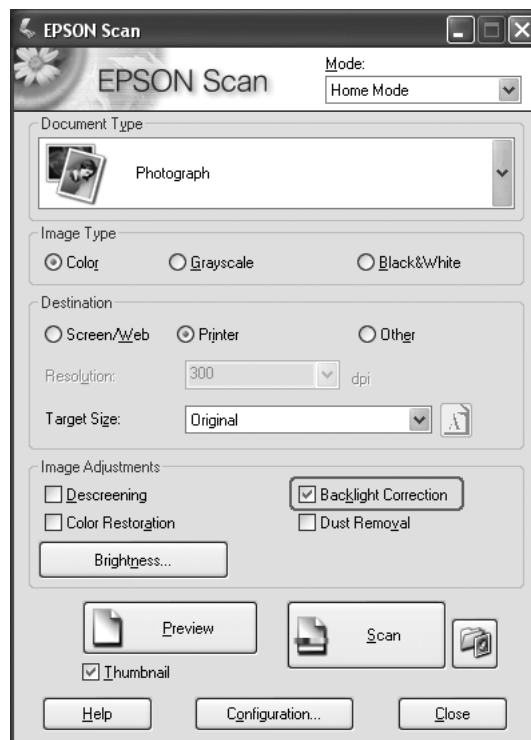 EPSON Scan
EPSON Scan
Mode:
Home Mode
Document Type
Photograph
Image Type
Color Grayscale Black&White
Destination
Screen/Web Printer Other
Resolution: 300 dpi
Target Size: Original
Image Adjustments
Descreening Backlight Correction
Color Restoration Dust Removal
Brightness...
Preview Scan
Thumbnail
Help Configuration... Close